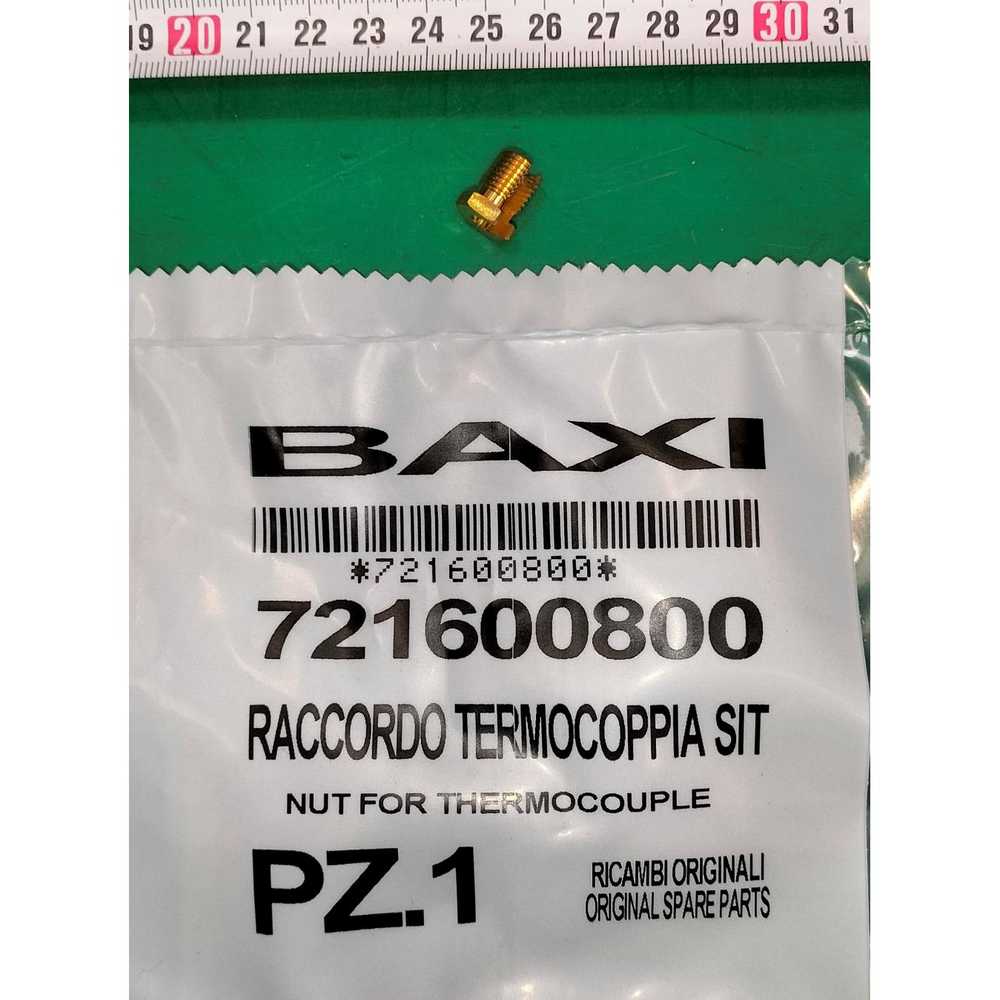 19 20 21 22 23 24 25 26 27 28 29 30 31
BAXI
*721600800*
721600800
RACCORDO TERMOCOPPIA SIT
NUT FOR THERMOCOUPLE
PZ.1
RICAMBI ORIGINALI
ORIGINAL SPARE PARTS